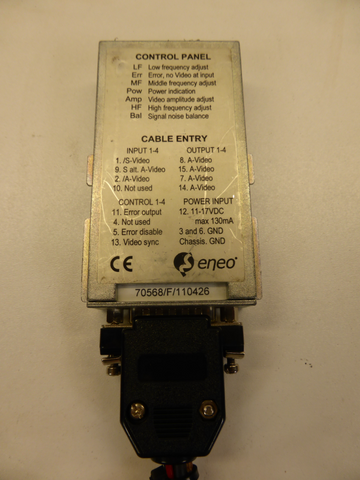 CONTROL PANEL
LF Low frequency adjust
Err Error, no Video at input
MF Middle frequency adjust
Pow Power indication
Amp Video amplitude adjust
HF High frequency adjust
Bal Signal noise balance
CABLE ENTRY
INPUT 1-4 OUTPUT 1-4
1. /S-Video 8. A-Video
9. S alt. A-Video 15. A-Video
2. /A-Video 7. A-Video
10. Not used 14. A-Video
CONTROL 1-4 POWER INPUT
11. Error output 12. 11-17VDC
4. Not used max 130mA
5. Error disable 3 and 6. GND
13. Video sync Chassis. GND
CE eneo
70568/F/110426